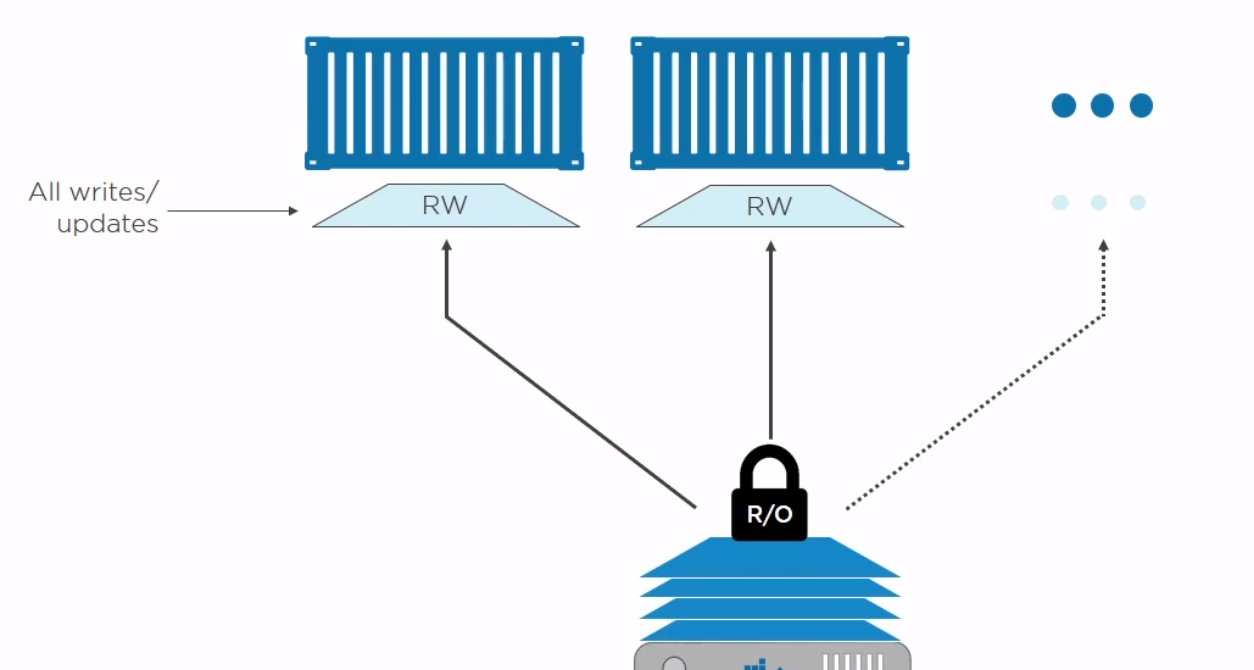 All writes/
updates
RW
RW
R/O